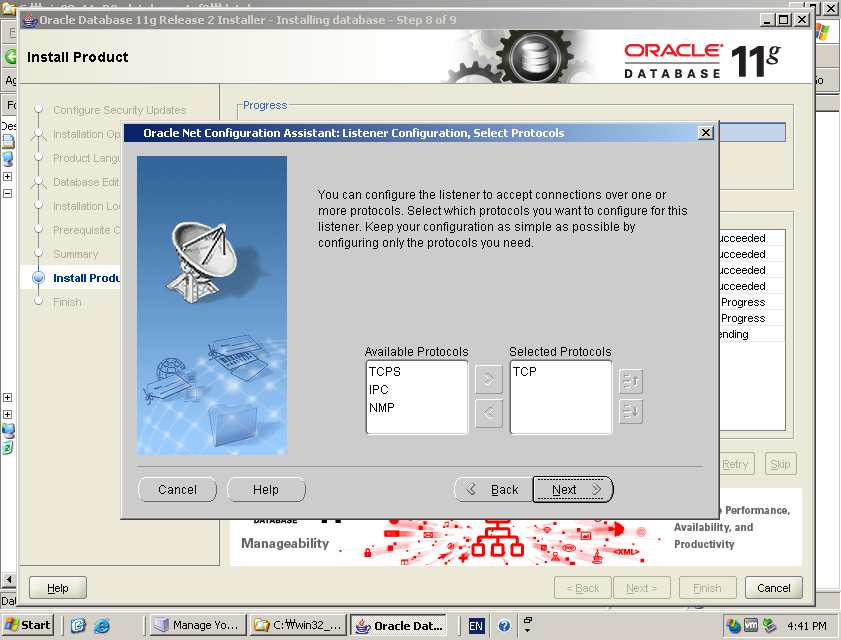 Oracle Database 11g Release 2 Installer - Installing database - Step 8 of 9
Install Product
ORACLE
DATABASE 11g
Configure Security Updates
Installation Op
Product Langu
Database Edit
Installation Lo
Prerequisite C
Summary
Install Produ
Finish
Progress
Oracle Net Configuration Assistant: Listener Configuration, Select Protocols
You can configure the listener to accept connections over one or
more protocols. Select which protocols you want to configure for this
listener. Keep your configuration as simple as possible by
configuring only the protocols you need.
Available Protocols
TCPS
IPC
NMP
Selected Protocols
TCP
Cancel
Help
Back
Next
ucceeded
ucceeded
ucceeded
ucceeded
Progress
Progress
ending
Retry
Skip
DATABASE
Manageability
<XML>
Performance,
Availability, and
Productivity
Help
< Back
Next >
Finish
Cancel
Start
Manage Yo...
C:₩win32_...
Oracle Dat...
EN
4:41 PM